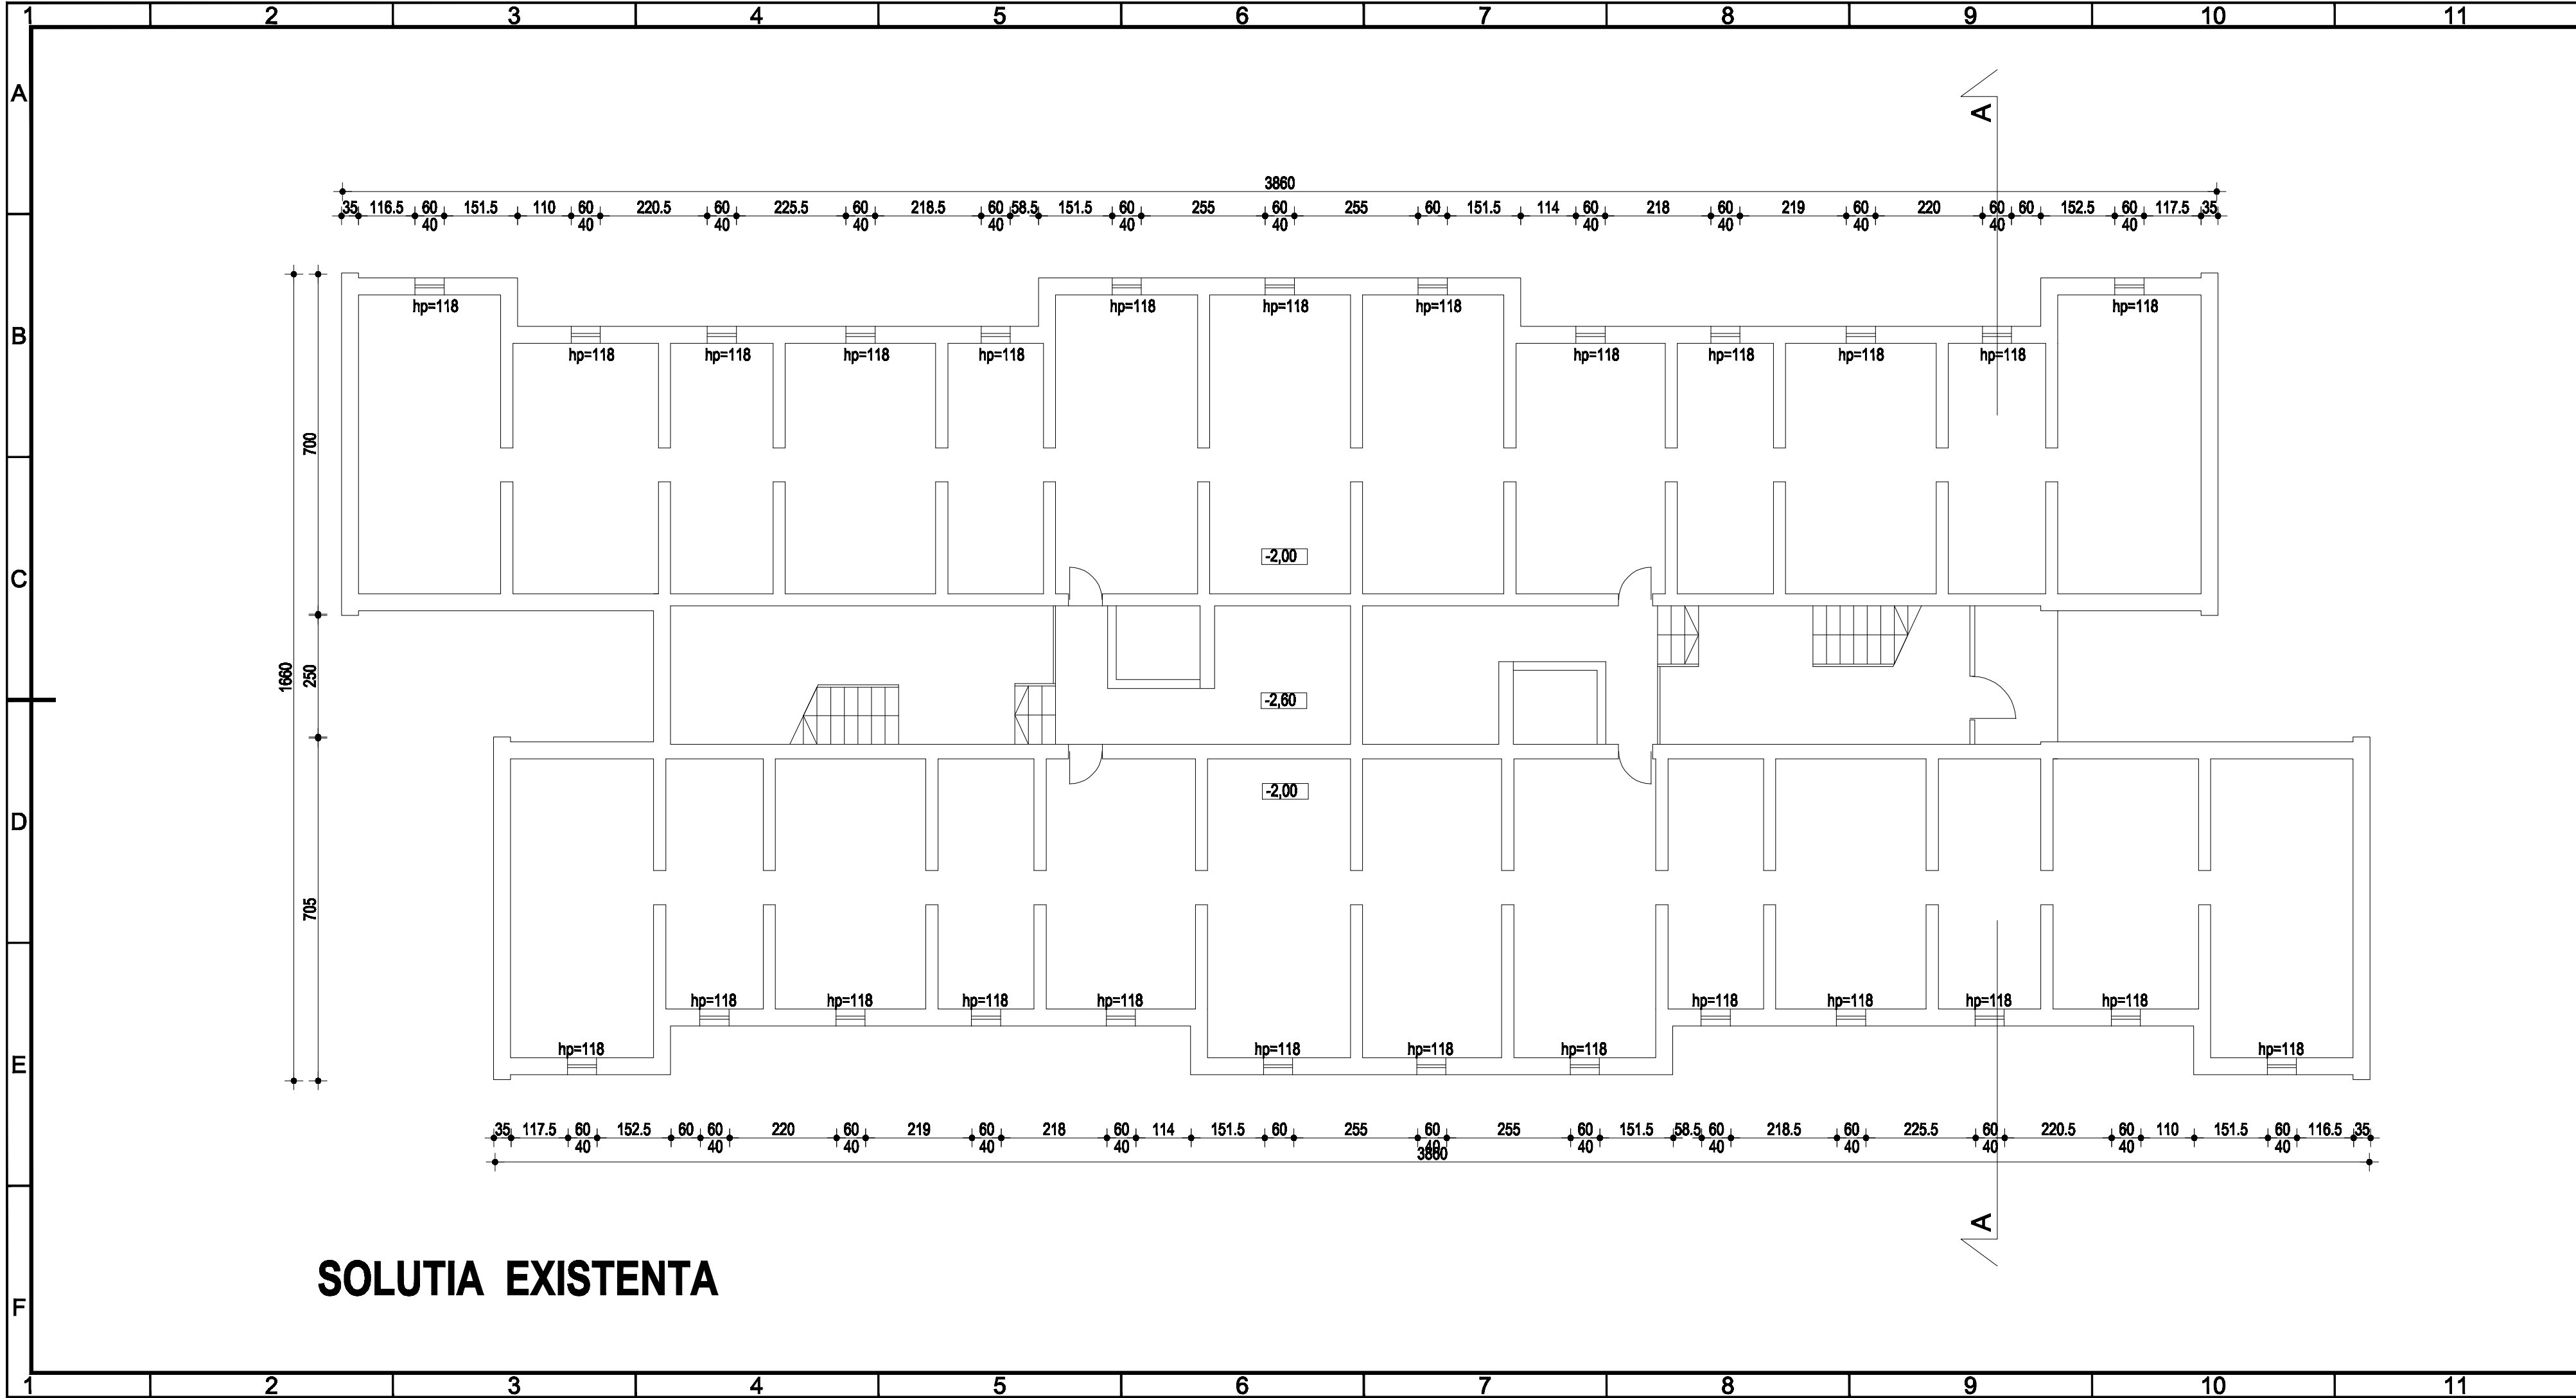 1 2 3 4 5 6 7 8 9 10 11
A
A
3860
35 116.5 60 151.5 110 60 220.5 60 225.5 60 218.5 60 58.5 151.5 60 255 60 255 60 151.5 114 60 218 60 219 60 220 60 60 152.5 60 117.5 35
40 40 40 40 40 40 40 40 40 40 40 40
hp=118 hp=118 hp=118 hp=118 hp=118
B
hp=118 hp=118 hp=118 hp=118 hp=118 hp=118 hp=118 hp=118
700
-2,00
C
1660
250
-2,60
-2,00
D
705
hp=118 hp=118 hp=118 hp=118 hp=118 hp=118 hp=118 hp=118
hp=118 hp=118 hp=118 hp=118 hp=118
E
35 117.5 60 152.5 60 60 220 60 219 60 218 60 114 151.5 60 255 60 255 60 151.5 58.5 60 218.5 60 225.5 60 220.5 60 110 151.5 60 116.5 35
40 40 40 40 40 40 40 40 40 40 40 40 40
3860
A
SOLUTIA EXISTENTA
F
1 2 3 4 5 6 7 8 9 10 11